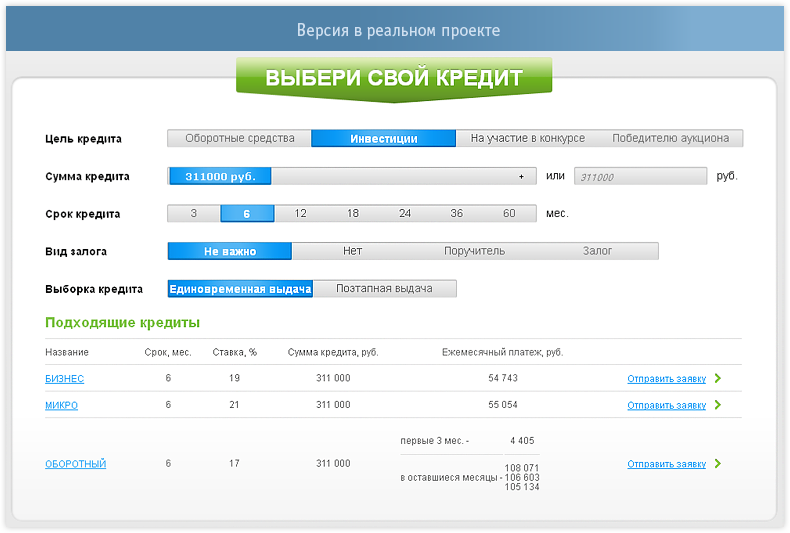 Версия в реальном проекте
ВЫБЕРИ СВОЙ КРЕДИТ
Цель кредита Оборотные средства Инвестиции На участие в конкурсе Победителю аукциона
Сумма кредита 311000 руб. + или 311000 руб.
Срок кредита 3 6 12 18 24 36 60 мес.
Вид залога Не важно Нет Поручитель Залог
Выборка кредита Единовременная выдача Поэтапная выдача
Подходящие кредиты
Название Срок, мес. Ставка, % Сумма кредита, руб. Ежемесячный платеж, руб.
БИЗНЕС 6 19 311 000 54 743 Отправить заявку
МИКРО 6 21 311 000 55 054 Отправить заявку
первые 3 мес. - 4 405
ОБОРОТНЫЙ 6 17 311 000 Отправить заявку
108 071
в оставшиеся месяцы - 106 603
105 134